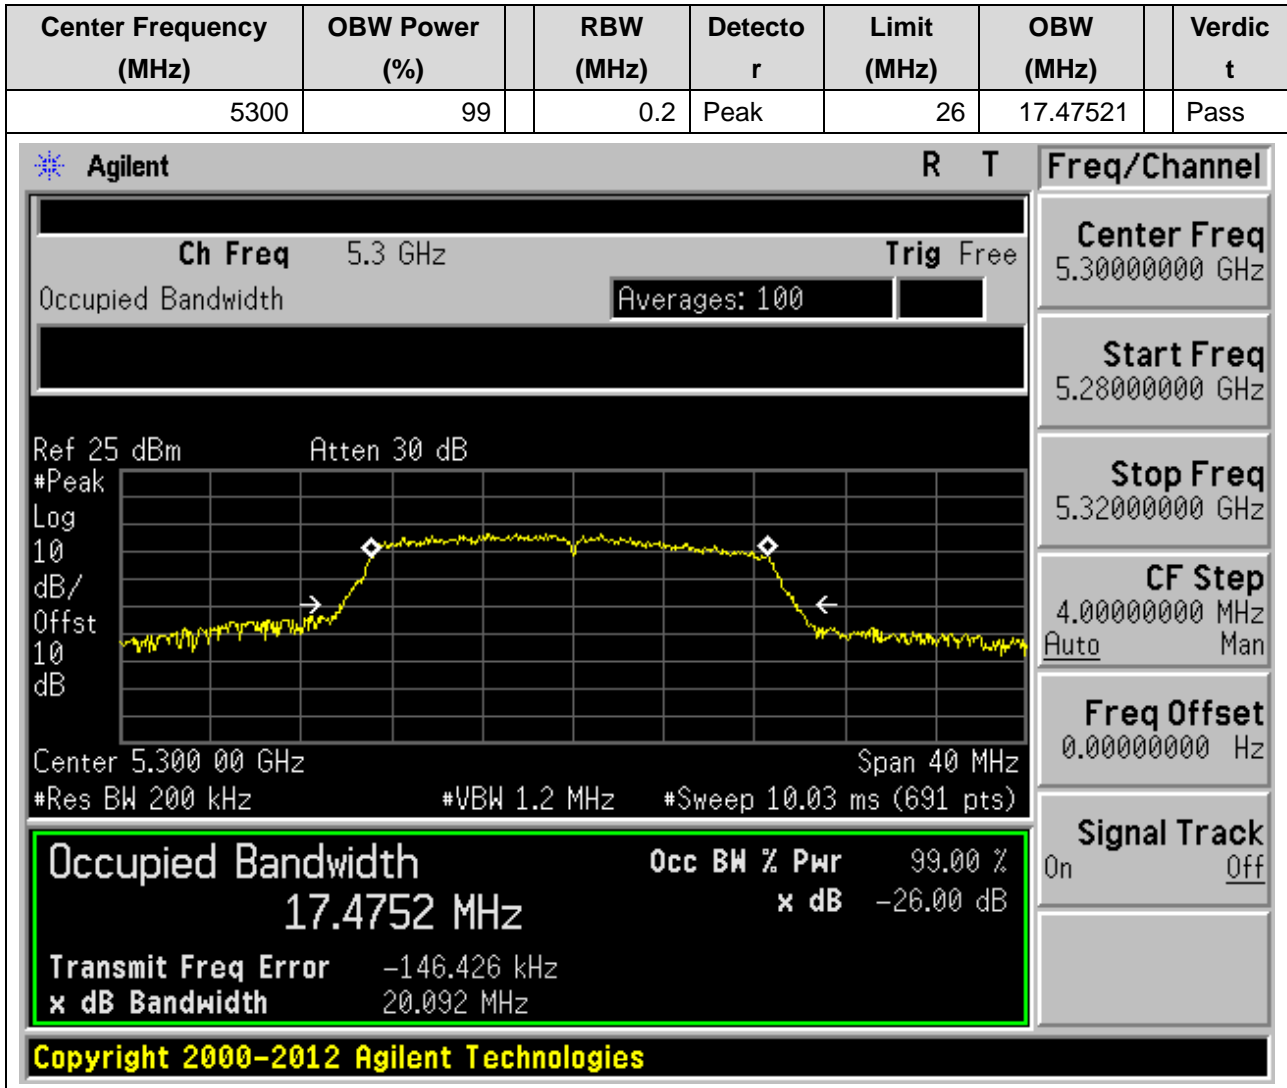 Center Frequency (MHz) OBW Power (%) RBW (MHz) Detecto r Limit (MHz) OBW (MHz) Verdic t
5300 99 0.2 Peak 26 17.47521 Pass
Agilent R T Freq/Channel
Ch Freq 5.3 GHz Trig Free
Occupied Bandwidth Averages: 100
Center Freq
5.30000000 GHz
Start Freq
5.28000000 GHz
Stop Freq
5.32000000 GHz
CF Step
4.00000000 MHz
Auto Man
Freq Offset
0.00000000 Hz
Signal Track
On Off
Ref 25 dBm Atten 30 dB
#Peak
Log
10
dB/
Offst
10
dB
Center 5.300 00 GHz Span 40 MHz
#Res BW 200 kHz #VBW 1.2 MHz #Sweep 10.03 ms (691 pts)
Occupied Bandwidth Occ BW % Pwr 99.00 %
17.4752 MHz x dB -26.00 dB
Transmit Freq Error -146.426 kHz
x dB Bandwidth 20.092 MHz
Copyright 2000-2012 Agilent Technologies